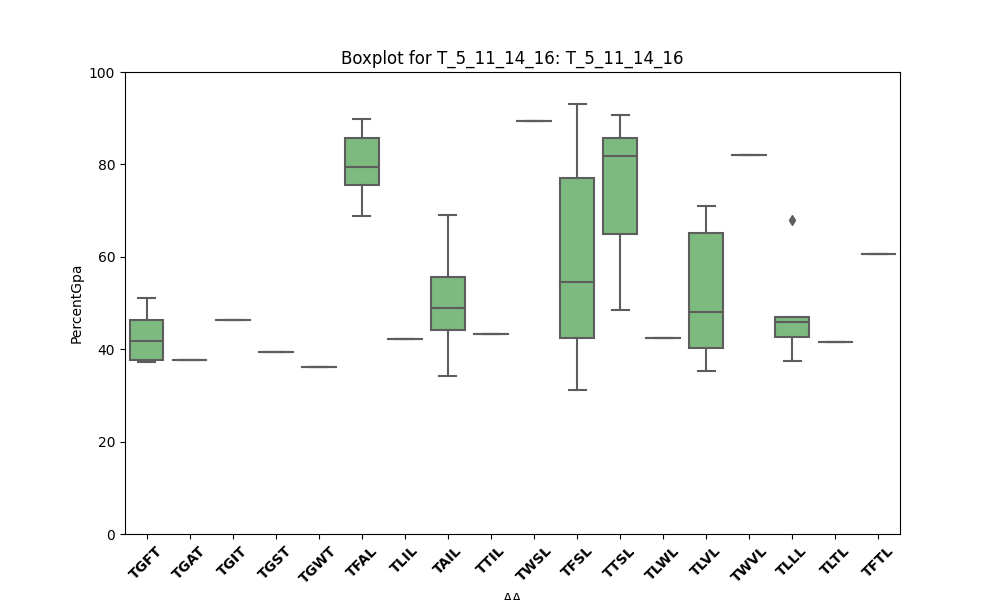 Boxplot for T_5_11_14_16: T_5_11_14_16
100
80
60
40
20
0
PercentGpa
TGFT
TGAT
TGIT
TGST
TGWT
TFAL
TLIL
TAIL
TTIL
TWSL
TFSL
TTSL
TLWL
TLVL
TWVL
TLLL
TLTL
TFTL
AA